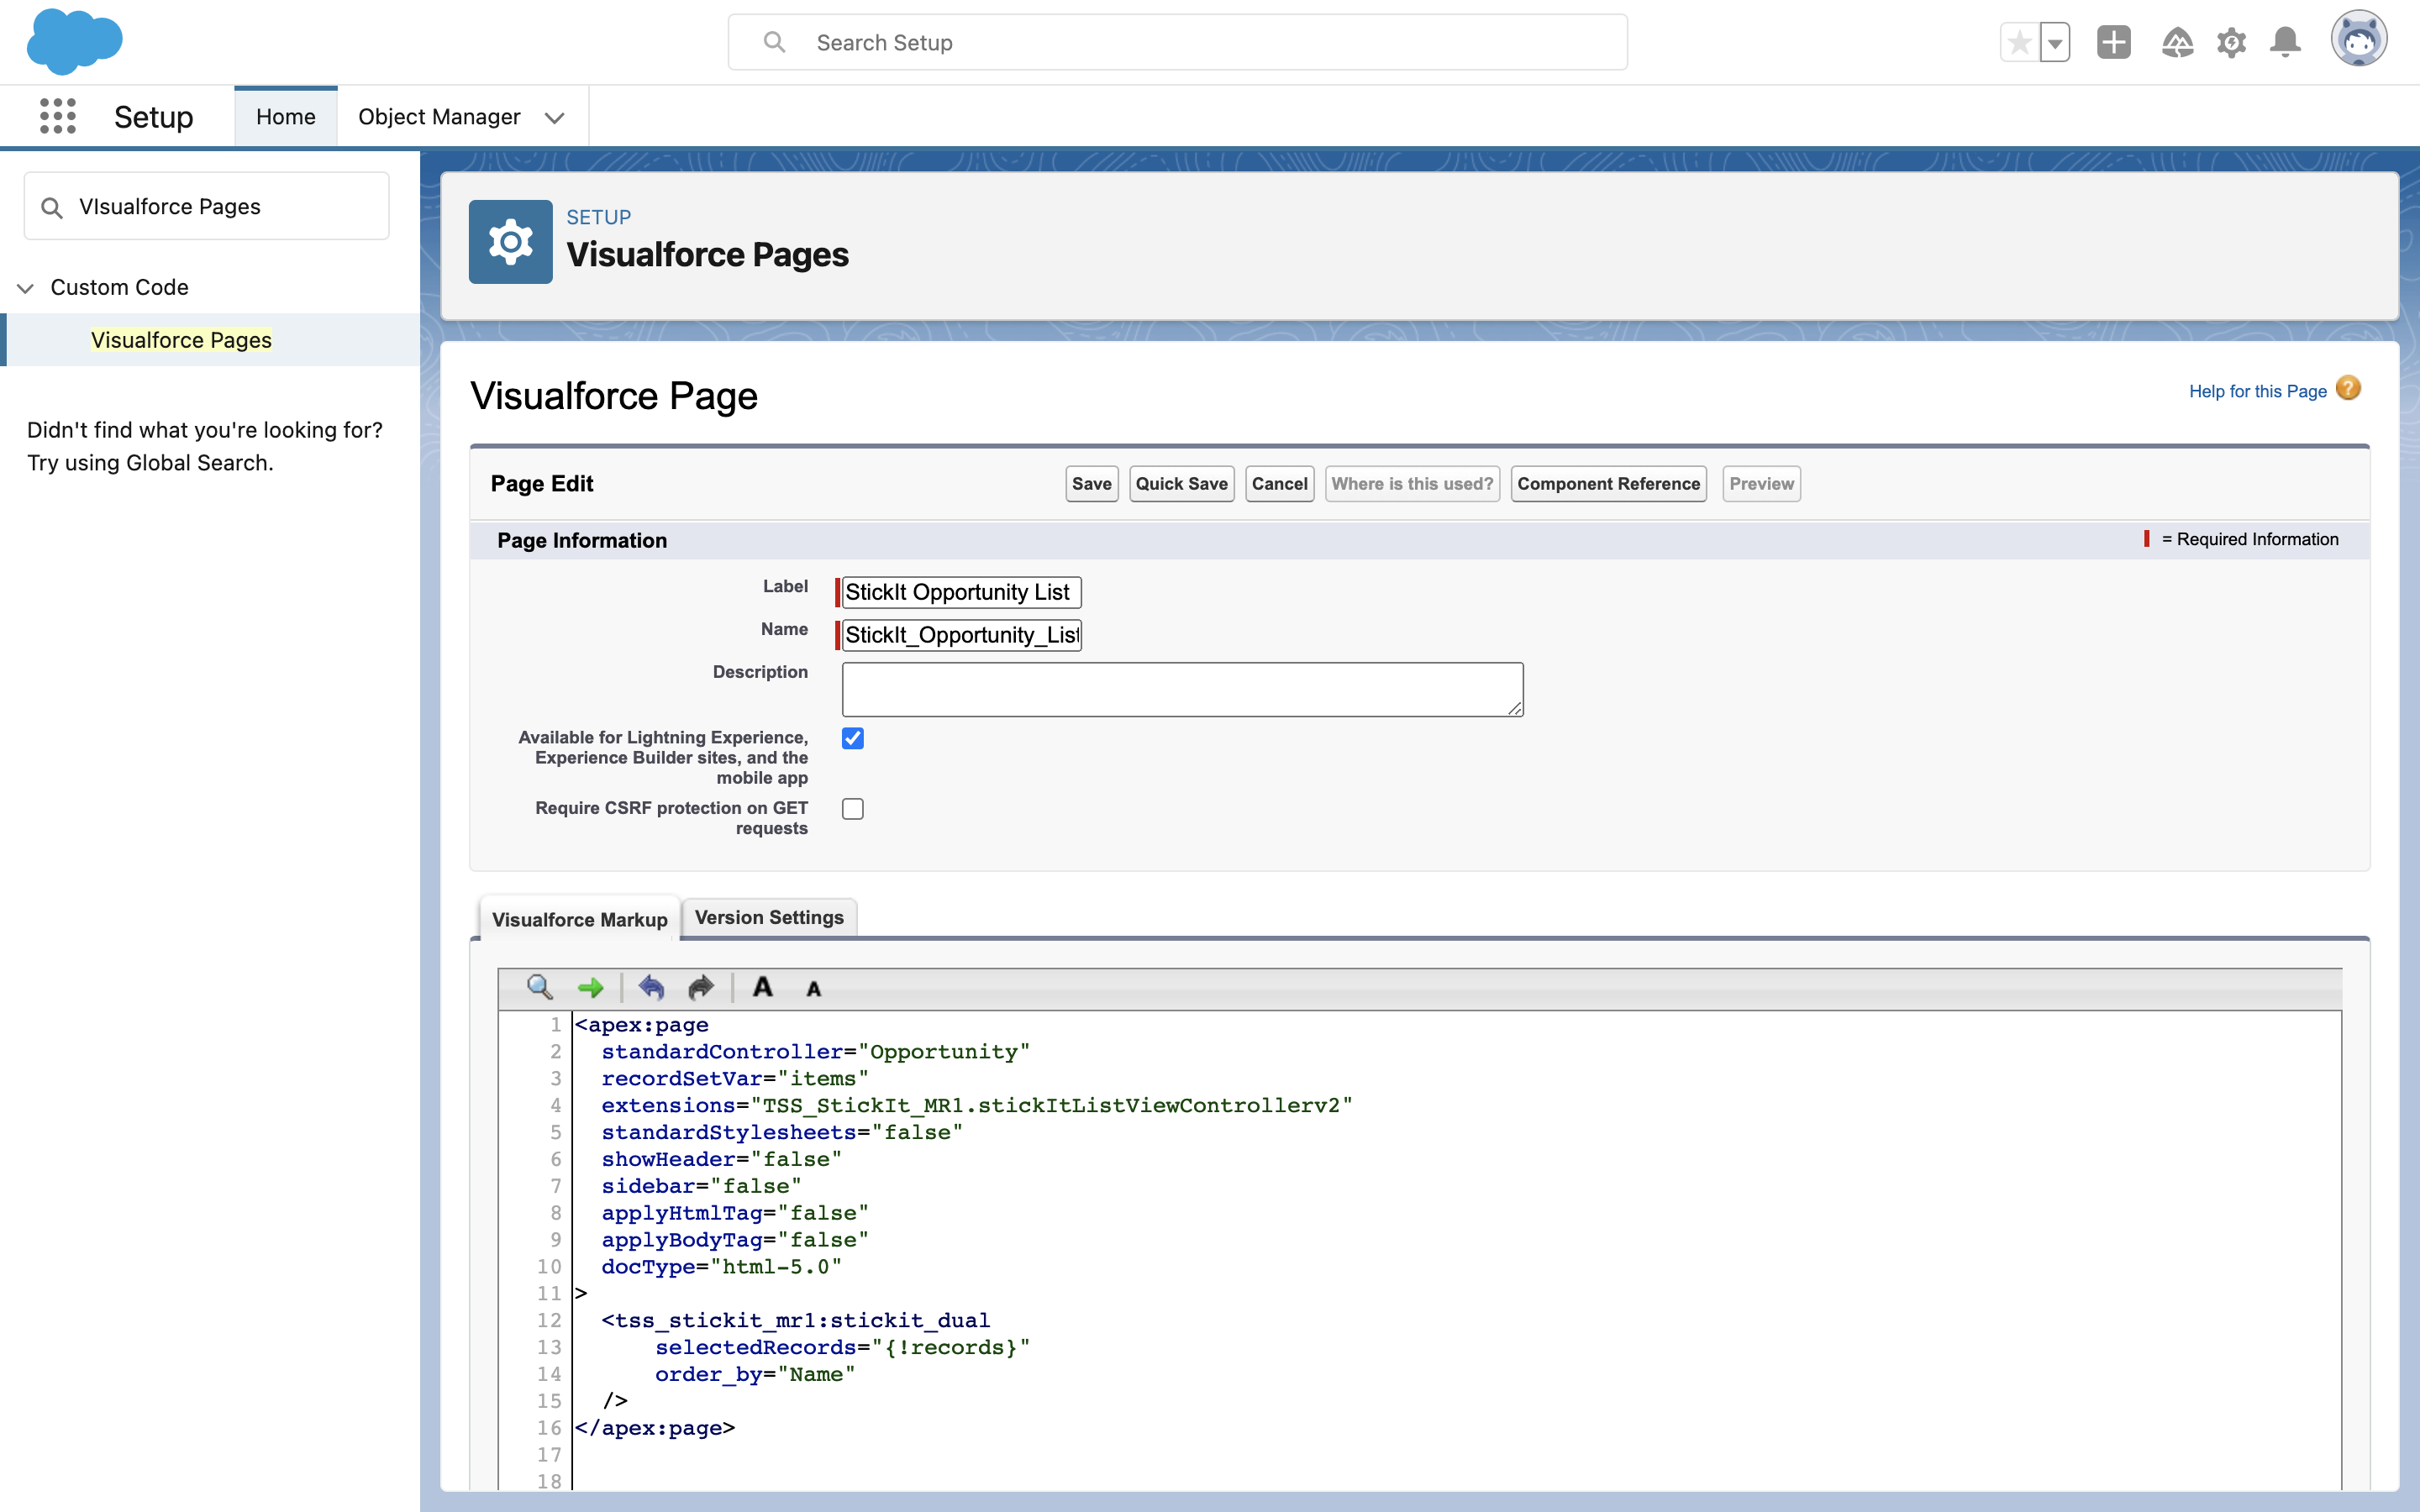 Search Setup
Setup
Home
Object Manager
VIsualforce Pages
Custom Code
Visualforce Pages
Didn't find what you're looking for?
Try using Global Search.
SETUP
Visualforce Pages
Visualforce Page
Help for this Page
?
Page Edit
Save
Quick Save
Cancel
Where is this used?
Component Reference
Preview
Page Information
= Required Information
Label
StickIt Opportunity List
Name
StickIt_Opportunity_List
Description
Available for Lightning Experience,
Experience Builder sites, and the
mobile app
Require CSRF protection on GET
requests
Visualforce Markup
Version Settings
A
A
1 <apex:page
2 standardController="Opportunity"
3 recordSetVar="items"
4 extensions="TSS_StickIt_MR1.stickItListViewControllerv2"
5 standardStylesheets="false"
6 showHeader="false"
7 sidebar="false"
8 applyHtmlTag="false"
9 applyBodyTag="false"
10 docType="html-5.0"
11 >
12 <tss_stickit_mr1:stickit_dual
13 selectedRecords="{!records}"
14 order_by="Name"
15 />
16 </apex:page>
17
18